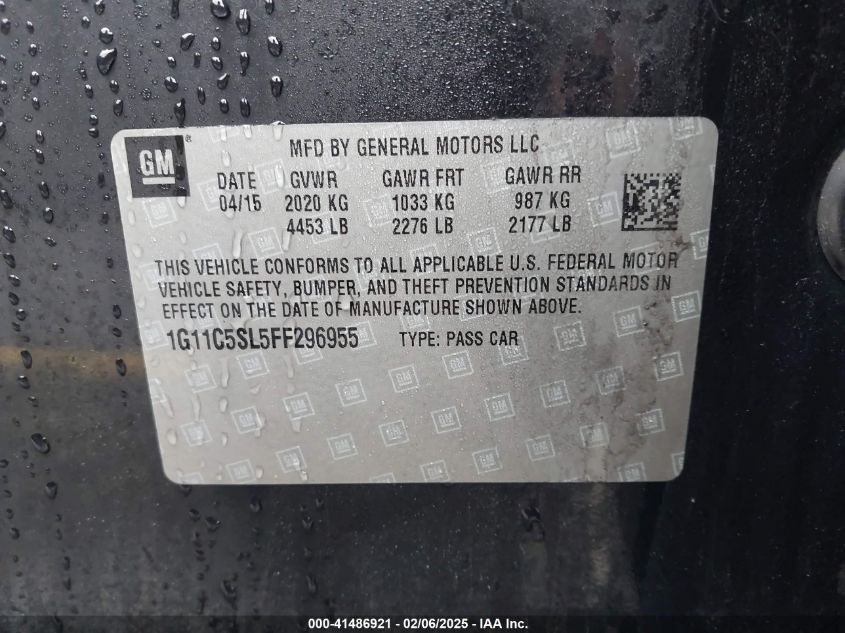 GM ® MFD BY GENERAL MOTORS LLC
DATE GVWR GAWR FRT GAWR RR
04/15 2020 KG 1033 KG 987 KG
4453 LB 2276 LB 2177 LB
THIS VEHICLE CONFORMS TO ALL APPLICABLE U.S. FEDERAL MOTOR
VEHICLE SAFETY, BUMPER, AND THEFT PREVENTION STANDARDS IN
EFFECT ON THE DATE OF MANUFACTURE SHOWN ABOVE.
1G11C5SL5FF296955 TYPE: PASS CAR
000-41486921 - 02/06/2025 - IAA Inc.